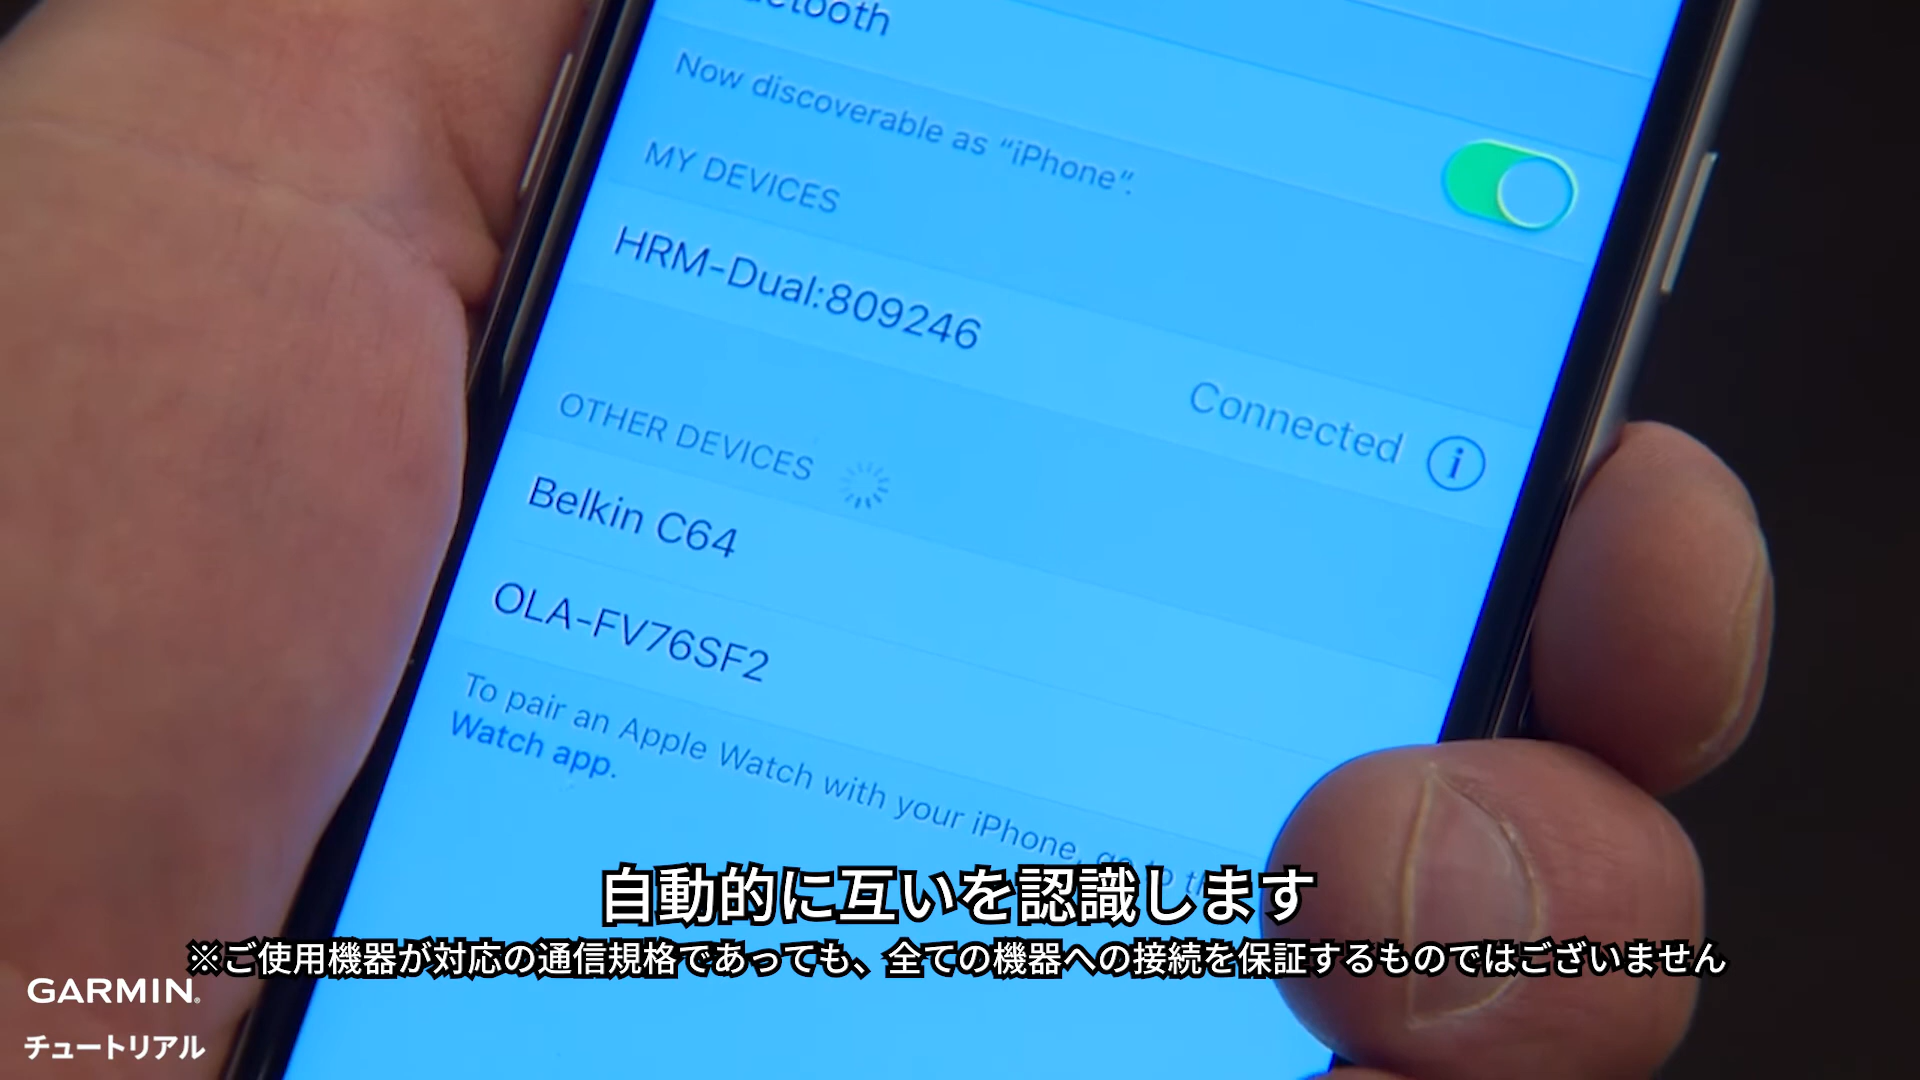 Now discoverable as “iPhone”.
MY DEVICES
HRM-Dual:809246
Connected
OTHER DEVICES
Belkin C64
OLA-FV76SF2
To pair an Apple Watch with your iPhone, go to
Watch app.
自動的に互いを認識します
※ご使用機器が対応の通信規格であっても、全ての機器への接続を保証するものではございません
GARMIN®
チュートリアル